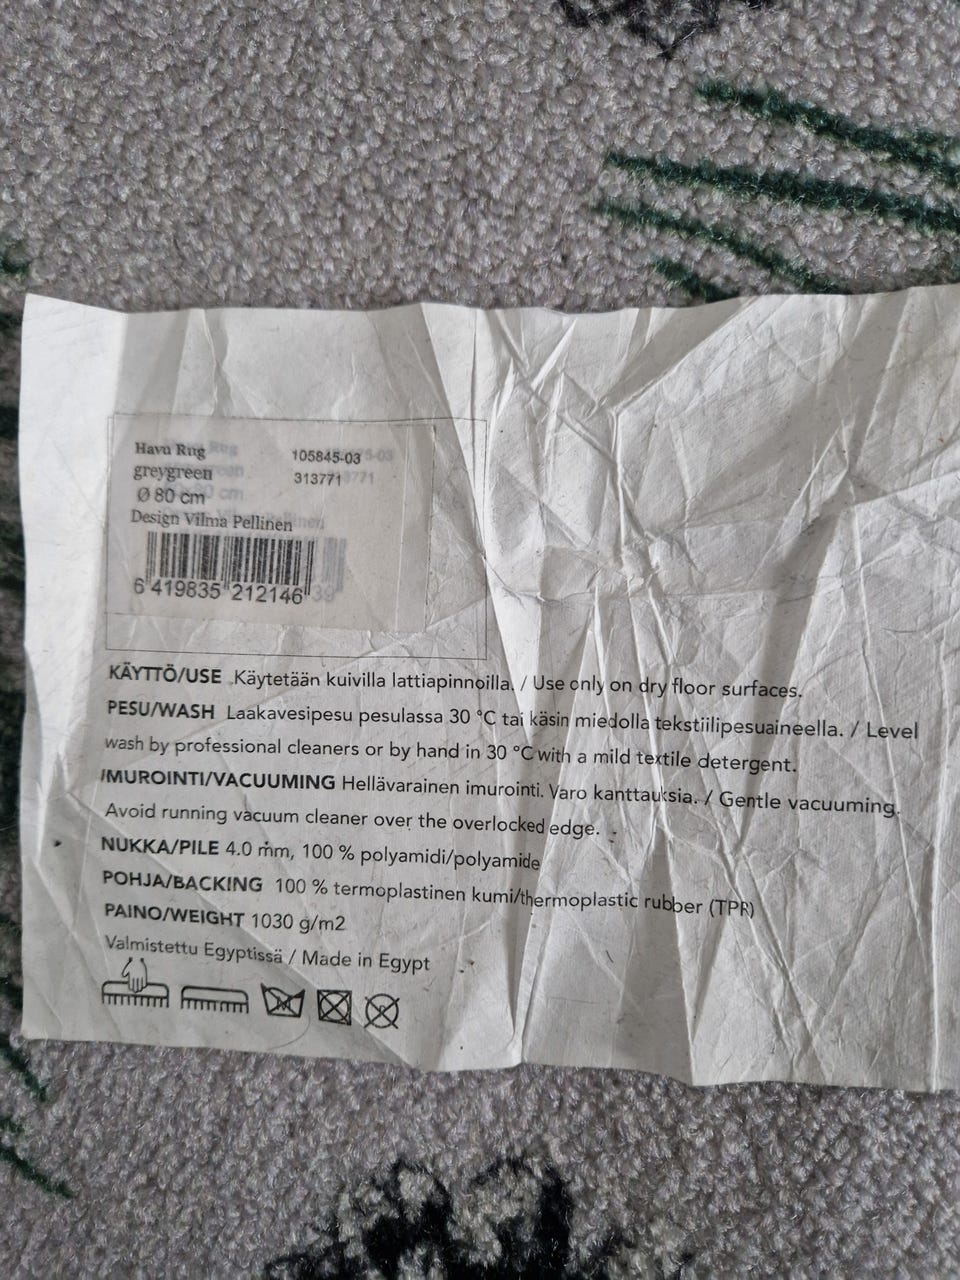 Havu Rug 105845-03
greygreen 313771
Ø 80 cm
Design Vilma Pellinen
6 419835 212146
KÄYTTÖ/USE Käytetään kuivilla lattiapinnoilla. / Use only on dry floor surfaces.
PESU/WASH Laakavesipesu pesulassa 30 °C tai käsin miedolla tekstiilipesuaineella. / Level
wash by professional cleaners or by hand in 30 °C with a mild textile detergent.
IMUROINTI/VACUUMING Hellävarainen imurointi. Varo kanttauksia. / Gentle vacuuming.
Avoid running vacuum cleaner over the overlocked edge.
NUKKA/PILE 4.0 mm, 100 % polyamidi/polyamide
POHJA/BACKING 100 % termoplastinen kumi/thermoplastic rubber (TPR)
PAINO/WEIGHT 1030 g/m2
Valmistettu Egyptissä / Made in Egypt